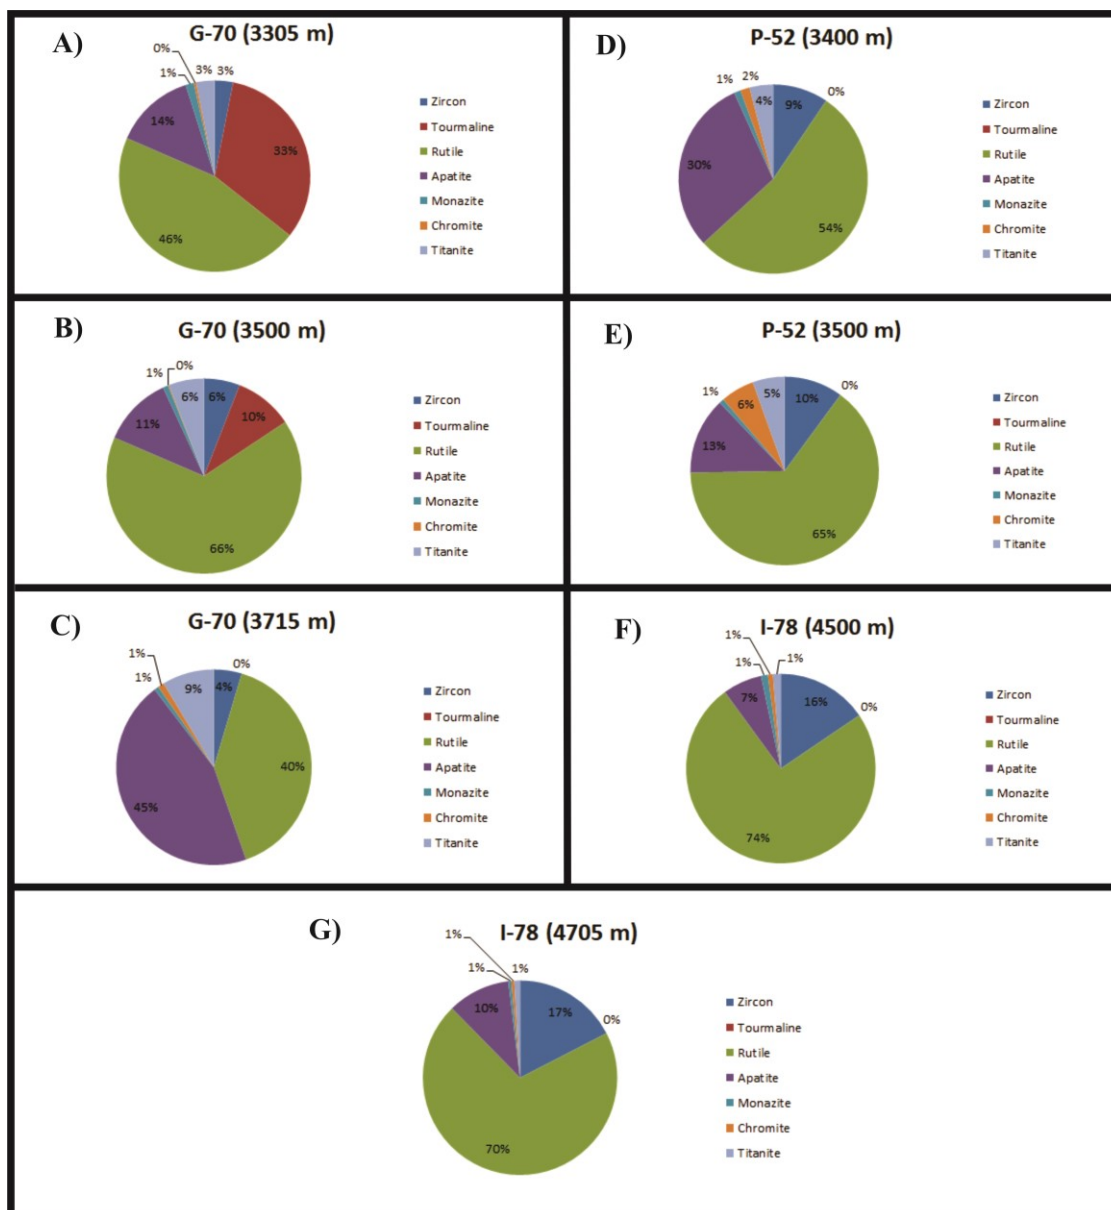 A)
G-70 (3305 m)
0%
1%
3%
3%
14%
33%
46%
Zircon
Tourmaline
Rutile
Apatite
Monazite
Chromite
Titanite
D)
P-52 (3400 m)
1%
2%
4%
9%
0%
30%
54%
Zircon
Tourmaline
Rutile
Apatite
Monazite
Chromite
Titanite
B)
G-70 (3500 m)
1%
0%
6%
6%
11%
10%
66%
Zircon
Tourmaline
Rutile
Apatite
Monazite
Chromite
Titanite
E)
P-52 (3500 m)
1%
6%
5%
10%
0%
13%
65%
Zircon
Tourmaline
Rutile
Apatite
Monazite
Chromite
Titanite
C)
G-70 (3715 m)
1%
1%
9%
4%
0%
40%
45%
Zircon
Tourmaline
Rutile
Apatite
Monazite
Chromite
Titanite
F)
I-78 (4500 m)
1%
1%
1%
7%
16%
0%
74%
Zircon
Tourmaline
Rutile
Apatite
Monazite
Chromite
Titanite
G)
I-78 (4705 m)
1%
1%
1%
10%
17%
0%
70%
Zircon
Tourmaline
Rutile
Apatite
Monazite
Chromite
Titanite